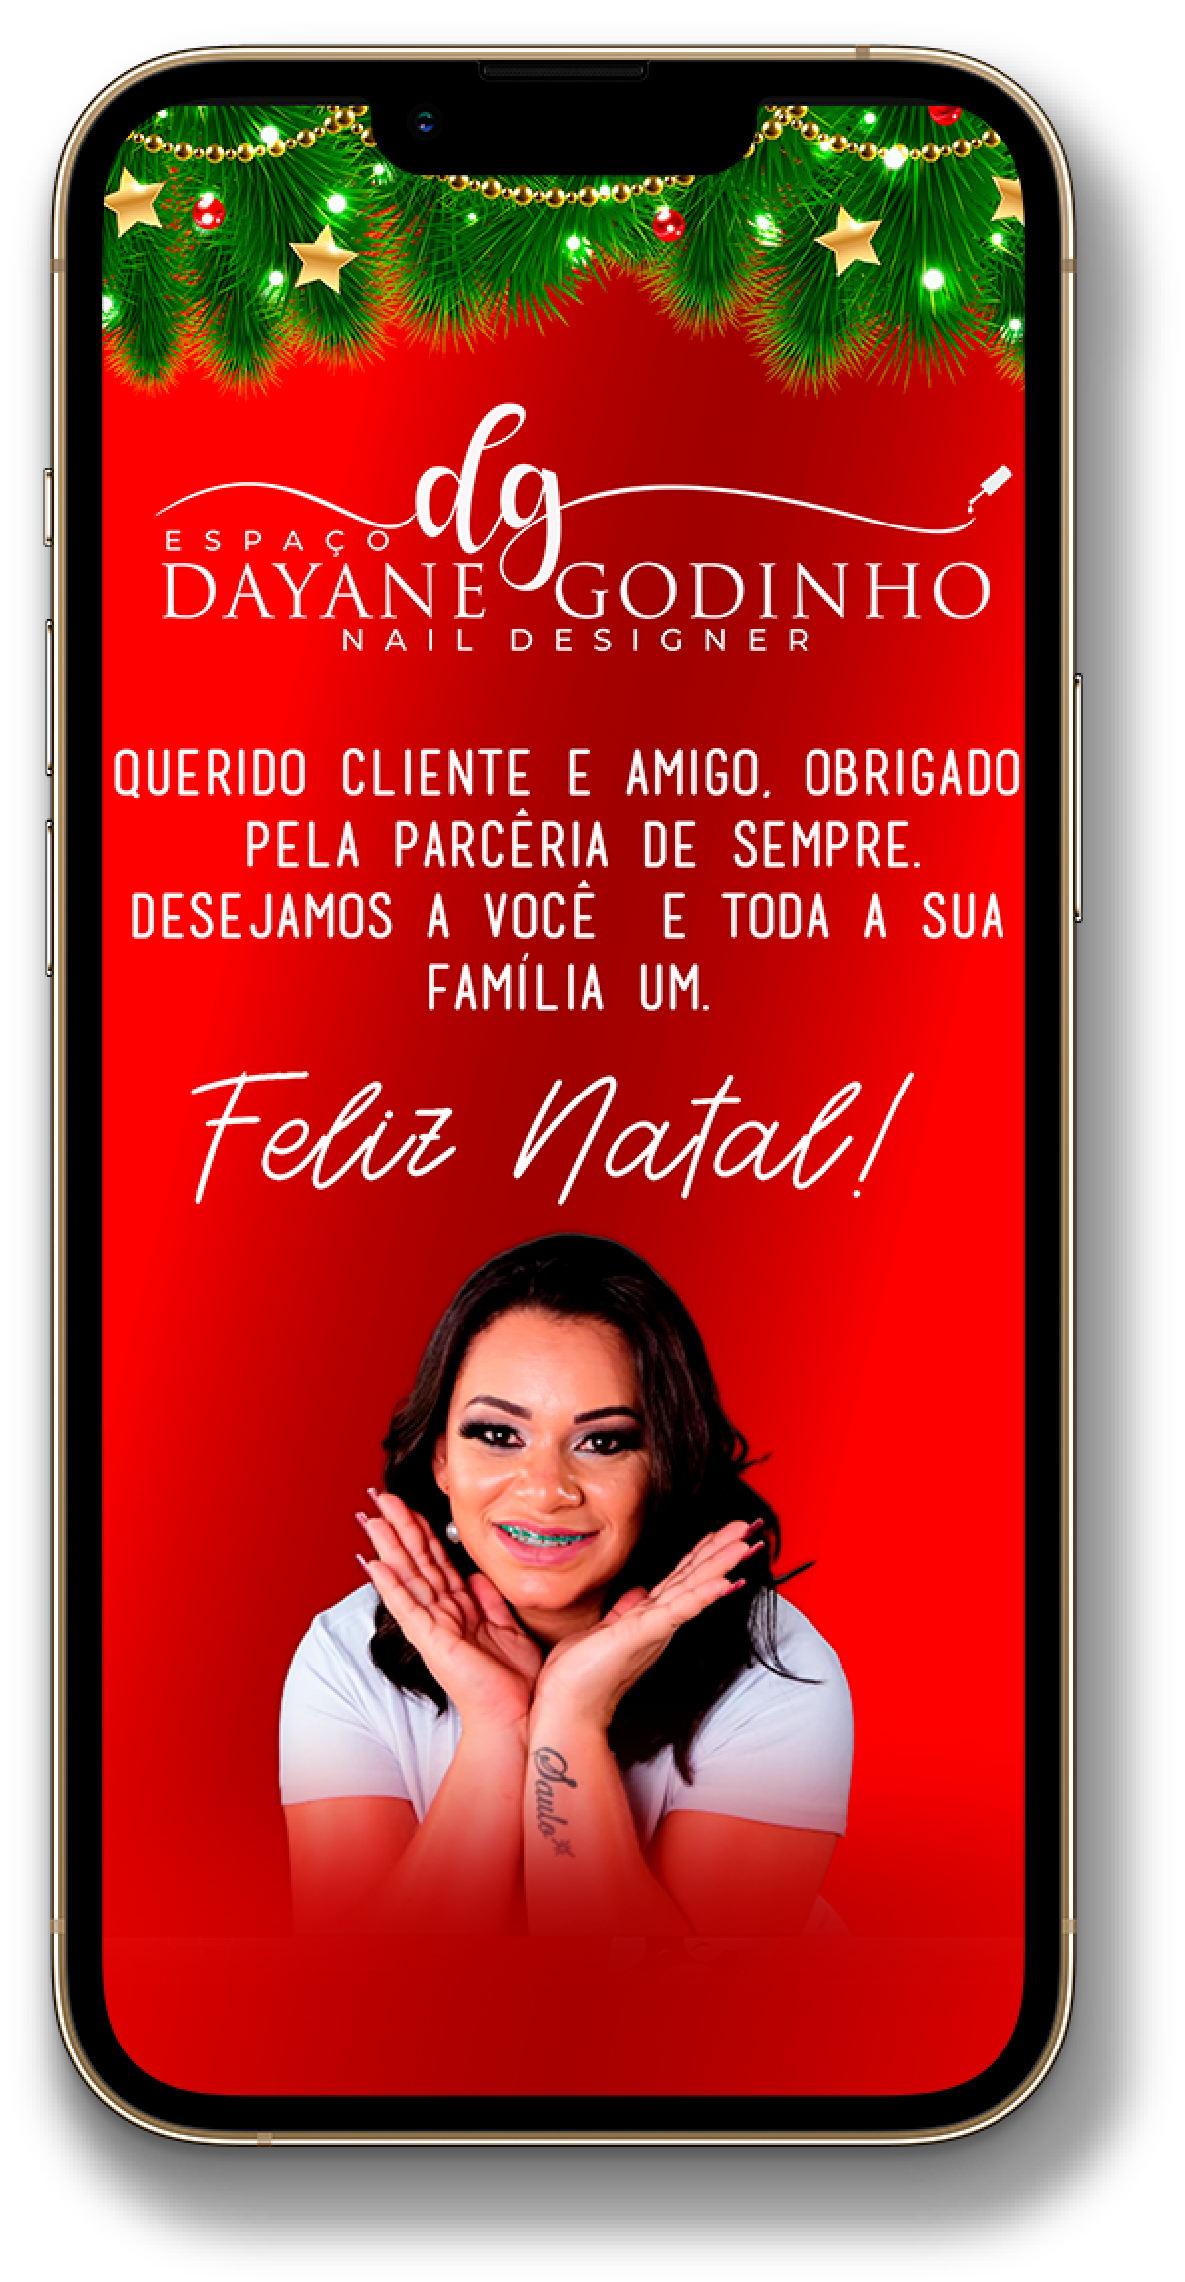 dg
ESPAÇO
DAYANE GODINHO
NAIL DESIGNER
QUERIDO CLIENTE E AMIGO, OBRIGADO
PELA PARCÊRIA DE SEMPRE.
DESEJAMOS A VOCÊ E TODA A SUA
FAMÍLIA UM.
Feliz Natal!
Saulo